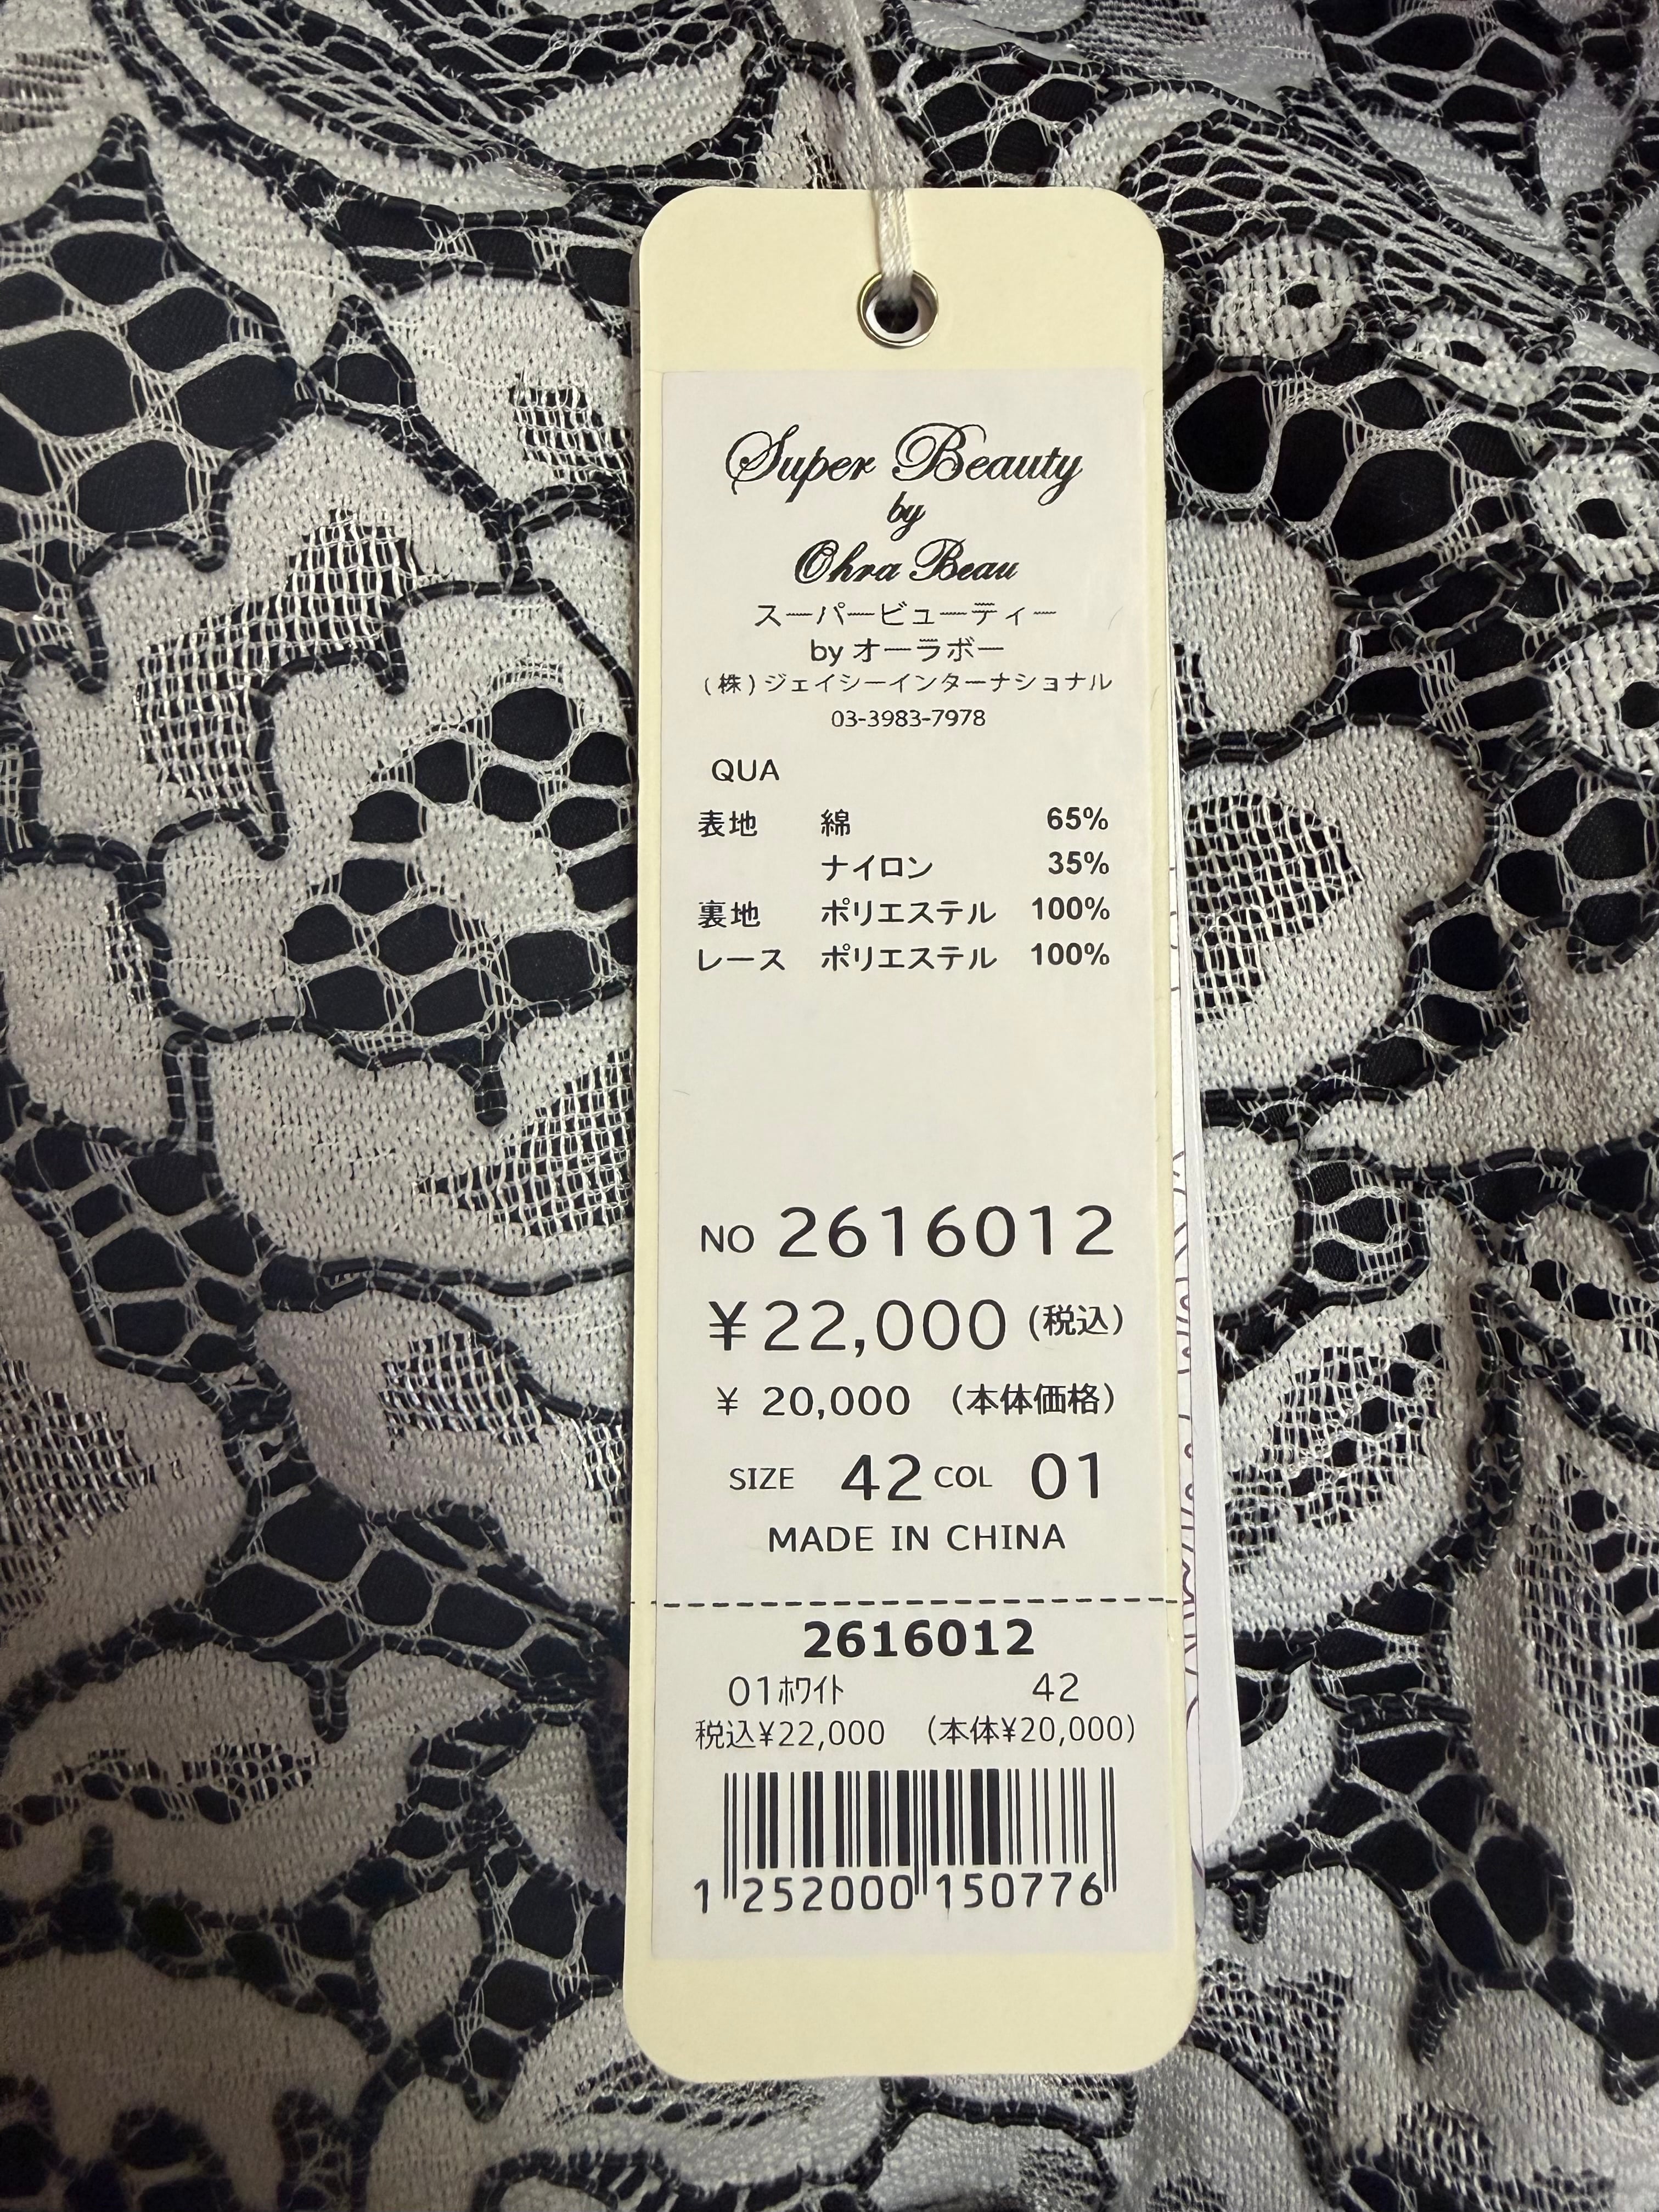 Super Beauty
by
Ohra Beau
スーパービューティー
by オーラボー
(株)ジェイシーインターナショナル
03-3983-7978
QUA
表地 綿 65%
ナイロン 35%
裏地 ポリエステル 100%
レース ポリエステル 100%
NO 2616012
¥22,000 (税込)
¥ 20,000 (本体価格)
SIZE 42 COL 01
MADE IN CHINA
2616012
01ホワイト 42
税込¥22,000 (本体¥20,000)
1 252000 150776